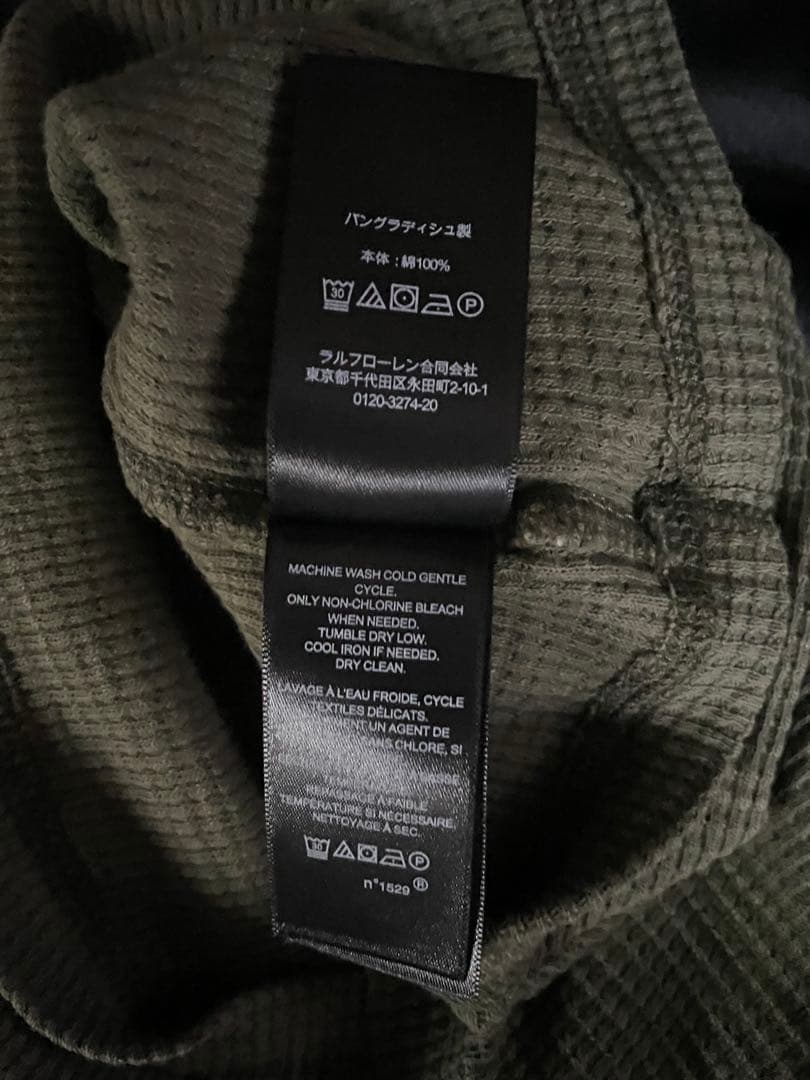 バングラディシュ製
本体：綿100%
30
P
ラルフローレン合同会社
東京都千代田区永田町2-10-1
0120-3274-20
MACHINE WASH COLD GENTLE
CYCLE.
ONLY NON-CHLORINE BLEACH
WHEN NEEDED.
TUMBLE DRY LOW.
COOL IRON IF NEEDED.
DRY CLEAN.
LAVAGE À L'EAU FROIDE, CYCLE
TEXTILES DÉLICATS.
UN AGENT DE
SANS CHLORE, SI
REPASSAGE À FAIBLE
TEMPÉRATURE SI NÉCESSAIRE.
NETTOYAGE À SEC.
30
P
n°1529 ®